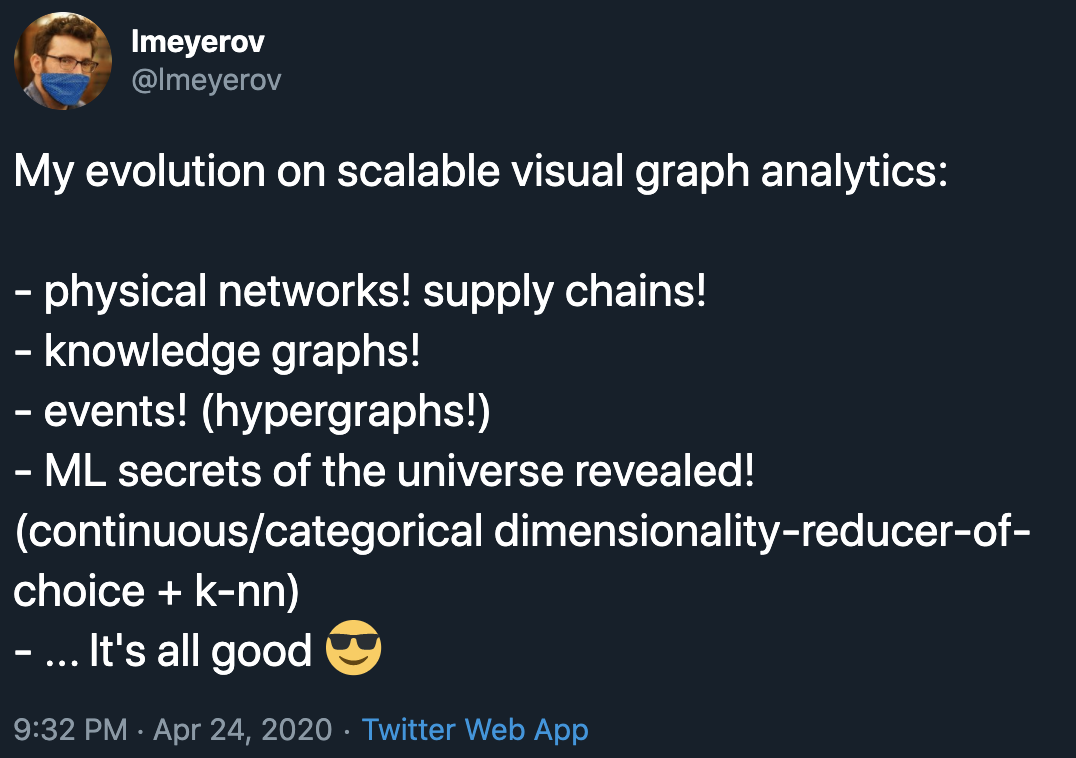 lmeyerov
@lmeyerov
My evolution on scalable visual graph analytics:
- physical networks! supply chains!
- knowledge graphs!
- events! (hypergraphs!)
- ML secrets of the universe revealed!
(continuous/categorical dimensionality-reducer-of-
choice + k-nn)
- ... It's all good 😎
9:32 PM · Apr 24, 2020 · Twitter Web App